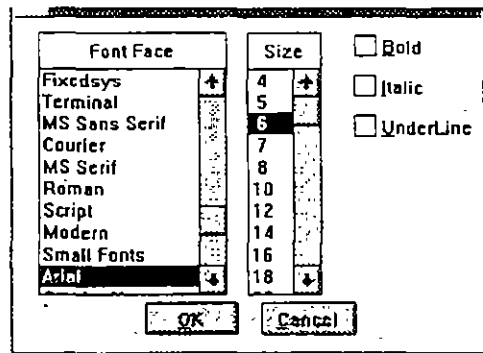 Font Face
Fixedsys
Terminal
MS Sans Serif
Courier
MS Serif
Roman
Script
Modern
Small Fonts
Arial
Size
4
5
6
7
8
10
12
14
16
18
Bold
Italic
UnderLine
OK
Cancel